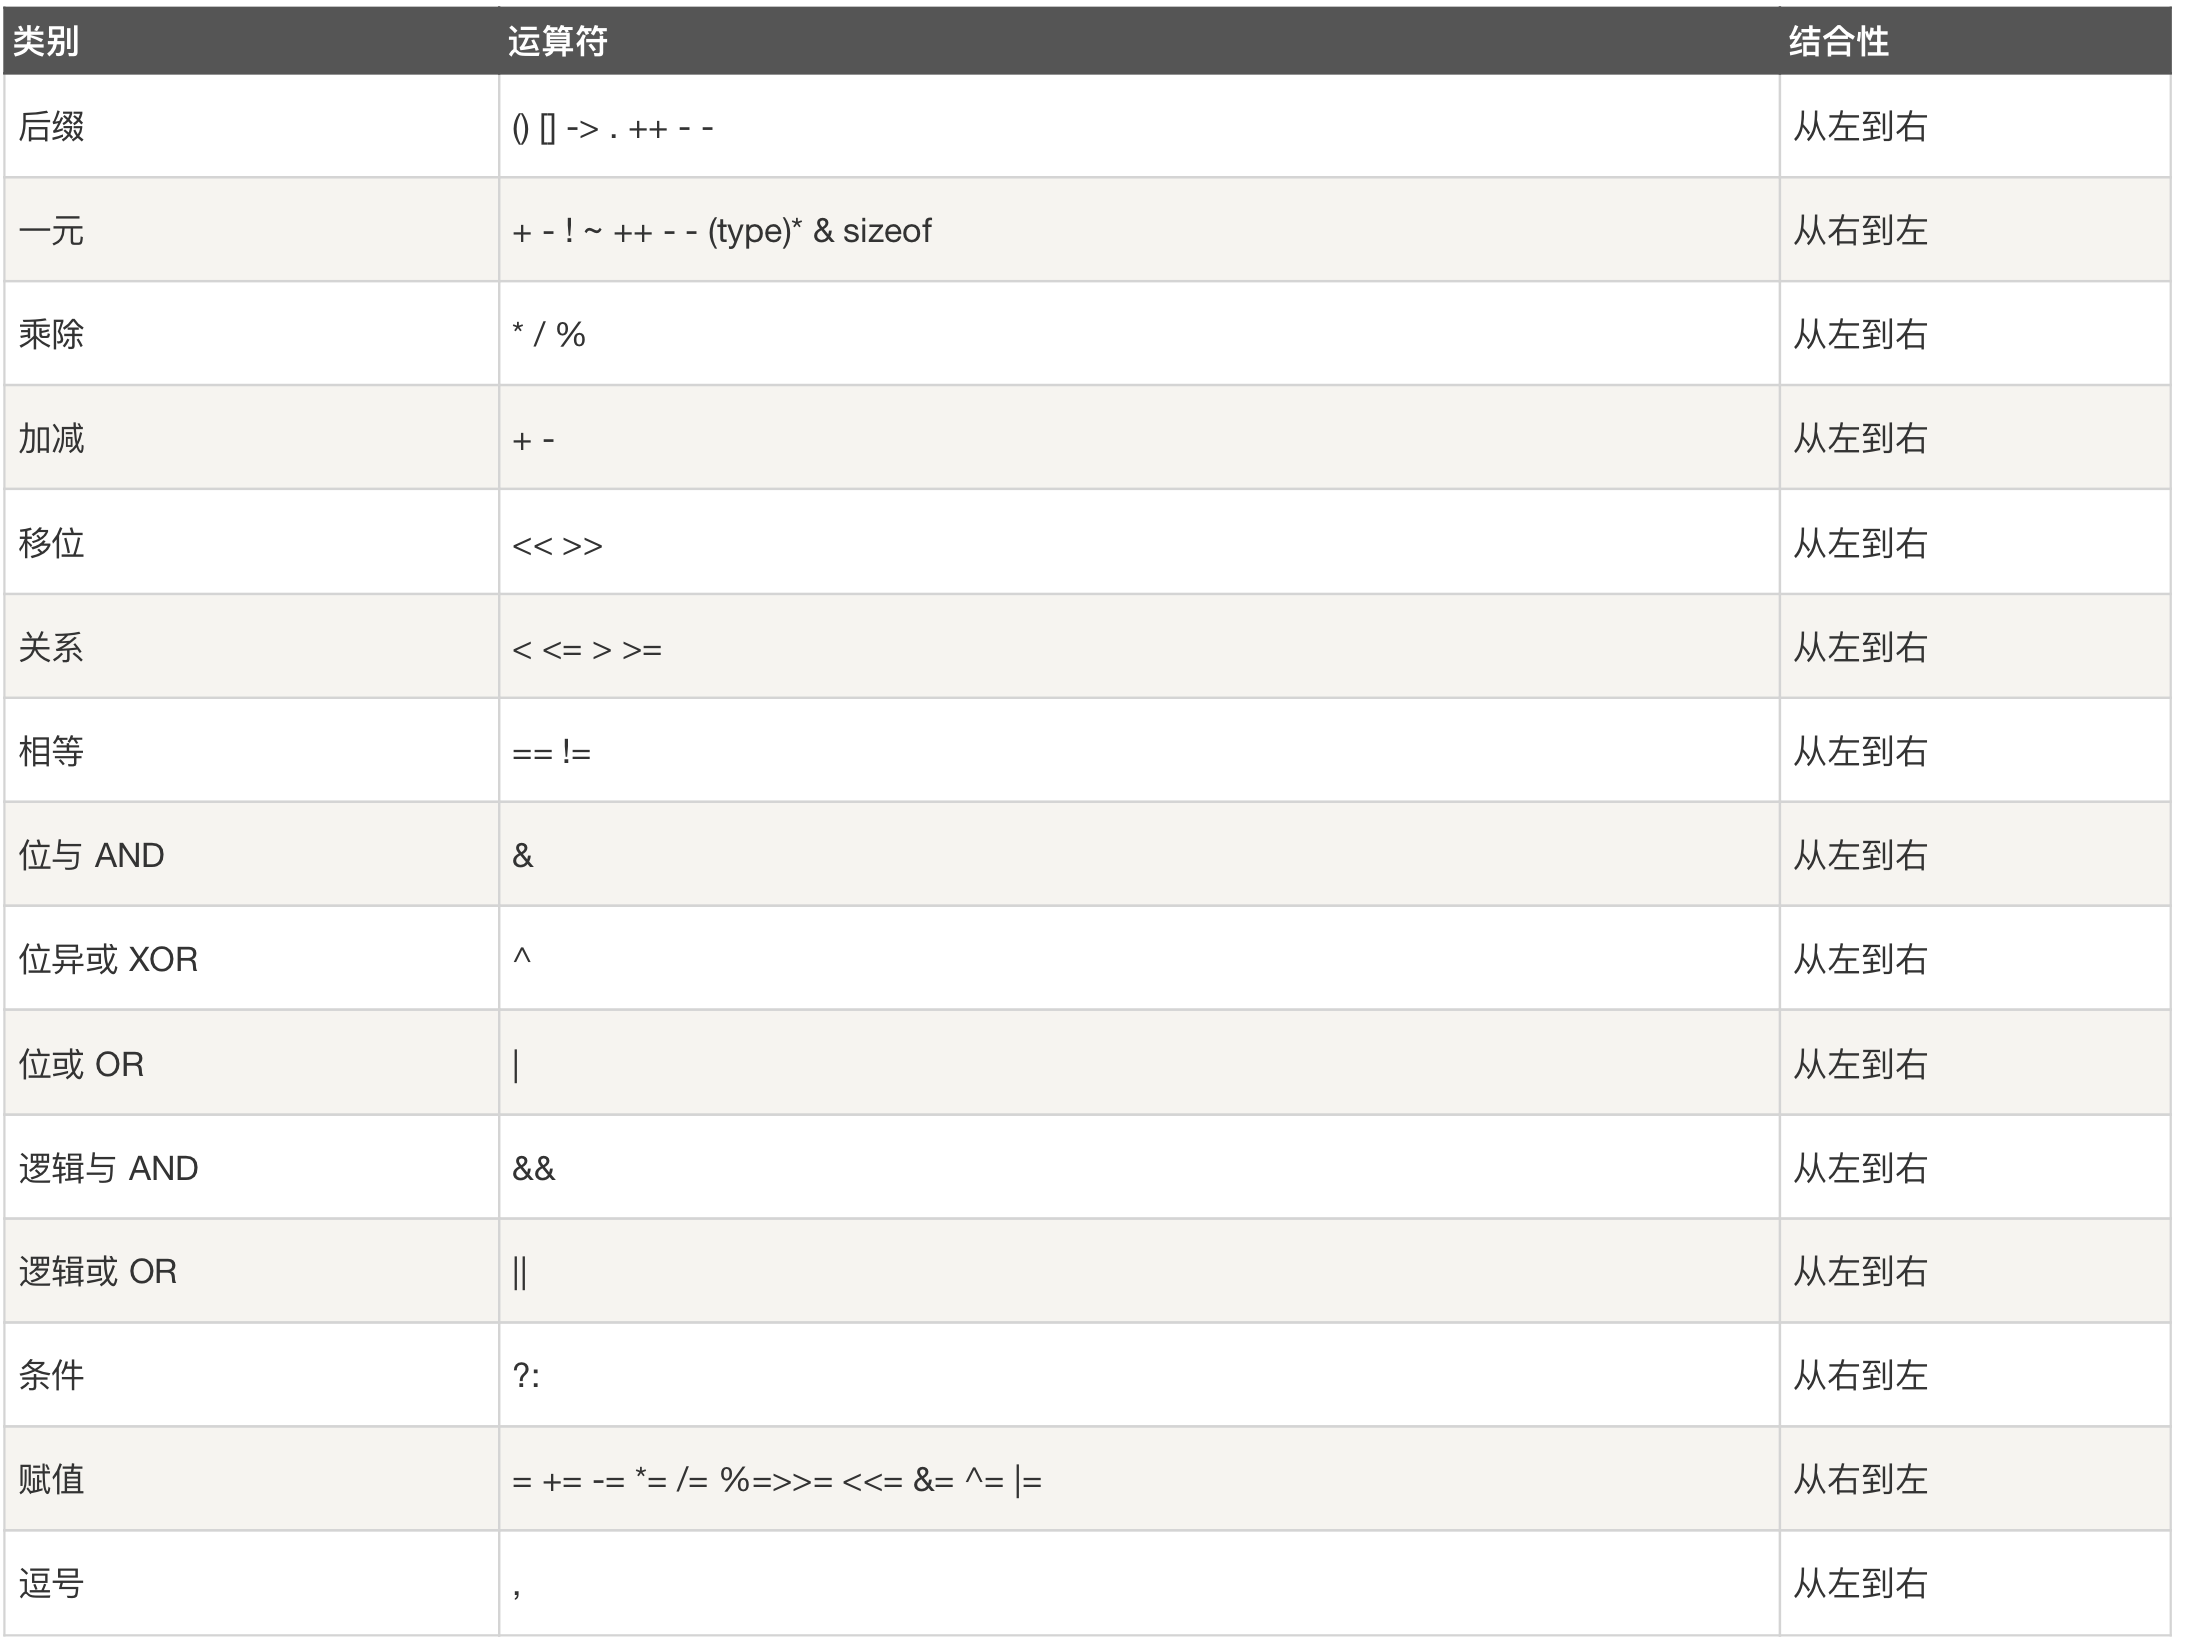 类别 运算符 结合性
后缀 () [] -> . ++ - - 从左到右
一元 + - ! ~ ++ - - (type)* & sizeof 从右到左
乘除 * / % 从左到右
加减 + - 从左到右
移位 << >> 从左到右
关系 < <= > >= 从左到右
相等 == != 从左到右
位与 AND & 从左到右
位异或 XOR ^ 从左到右
位或 OR | 从左到右
逻辑与 AND && 从左到右
逻辑或 OR || 从左到右
条件 ?: 从右到左
赋值 = += -= *= /= %=>>= <<= &= ^= |= 从右到左
逗号 , 从左到右